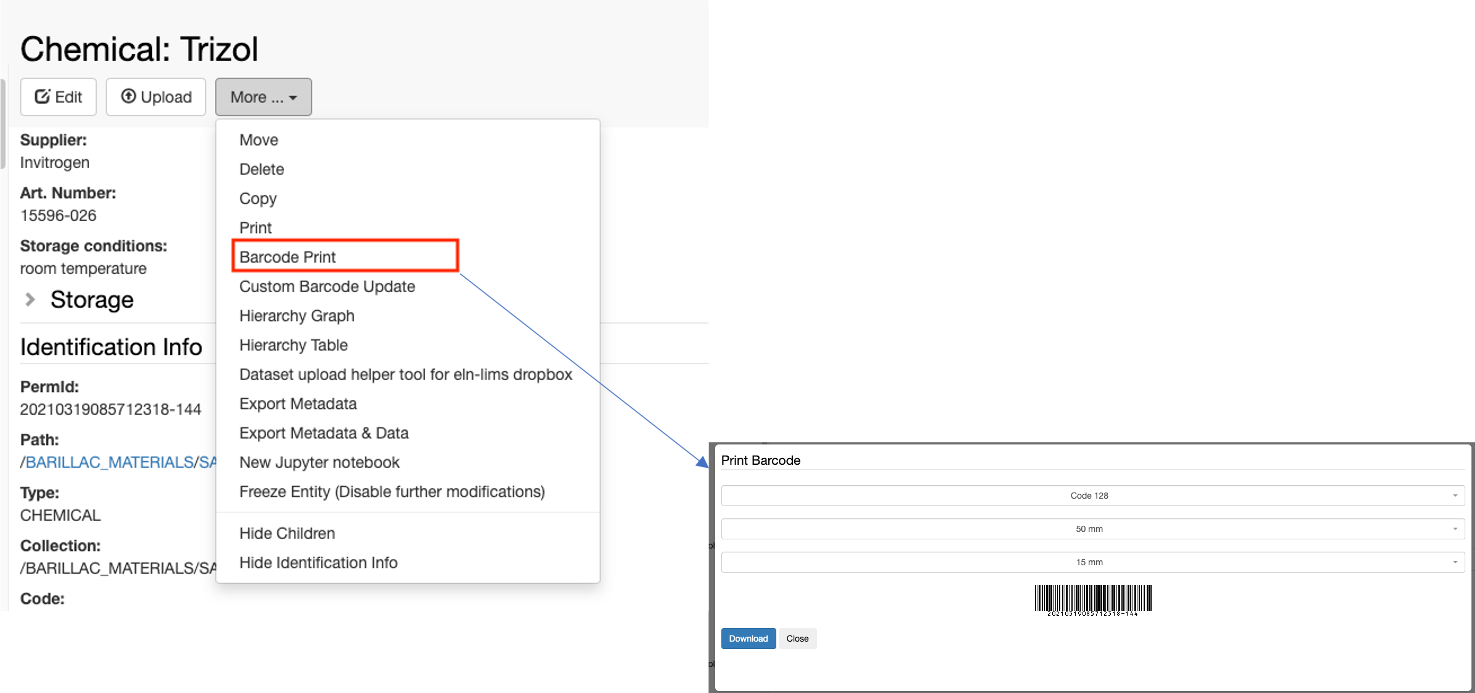 Chemical: Trizol
Edit
Upload
More ...
Supplier:
Invitrogen
Art. Number:
15596-026
Storage conditions:
room temperature
Storage
Identification Info
PermId:
20210319085712318-144
Path:
/BARILLAC_MATERIALS/SA
Type:
CHEMICAL
Collection:
/BARILLAC_MATERIALS/SA
Code:
Move
Delete
Copy
Print
Barcode Print
Custom Barcode Update
Hierarchy Graph
Hierarchy Table
Dataset upload helper tool for eln-lims dropbox
Export Metadata
Export Metadata & Data
New Jupyter notebook
Freeze Entity (Disable further modifications)
Hide Children
Hide Identification Info
Print Barcode
Code 128
50 mm
15 mm
20210319085712318-144
Download
Close